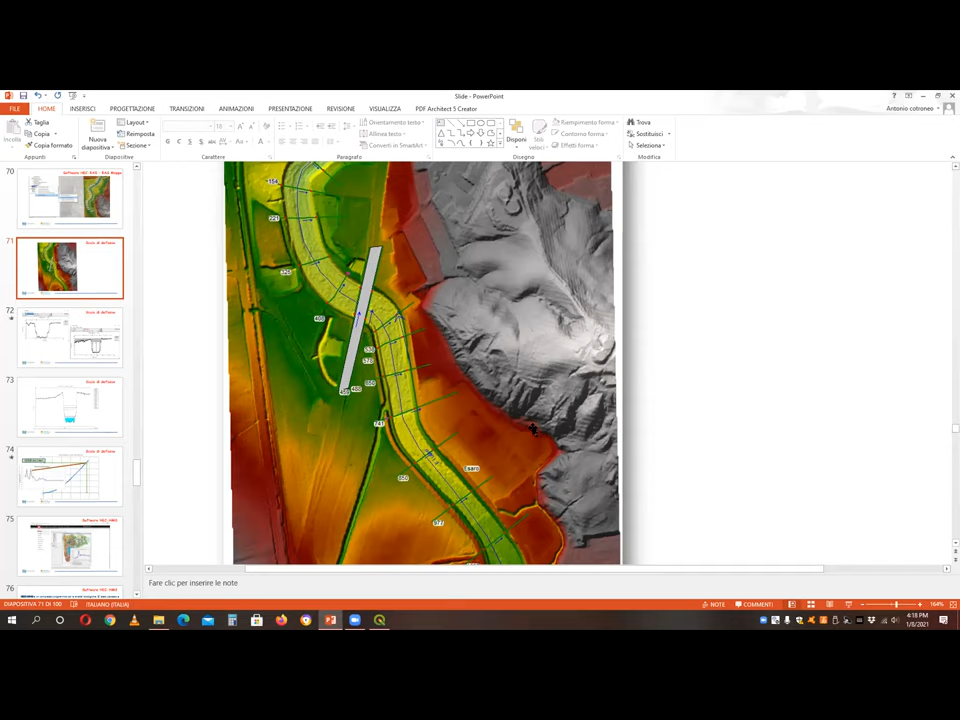 Slide - PowerPoint
FILE HOME INSERISCI PROGETTAZIONE TRANSIZIONI ANIMAZIONI PRESENTAZIONE REVISIONE VISUALIZZA PDF Architect 5 Creator
Antonio cotroneo
Incolla
Taglia
Copia
Copia formato
Appunti
Nuova
diapositiva
Layout
Reimposta
Sezione
Diapositive
18
Carattere
Orientamento testo
Allinea testo
Converti in SmartArt
Paragrafo
Disponi
Stili
veloci
Riempimento forma
Contorno forma
Effetti forma
Disegno
Trova
Sostituisci
Seleziona
Modifica
70
71
72
73
74
75
76
154
221
325
408
459
480
538
578
650
741
850
Esaro
977
Fare clic per inserire le note
DIAPOSITIVA 71 DI 100 ITALIANO (ITALIA) NOTE COMMENTI 164%
4:18 PM
1/8/2021